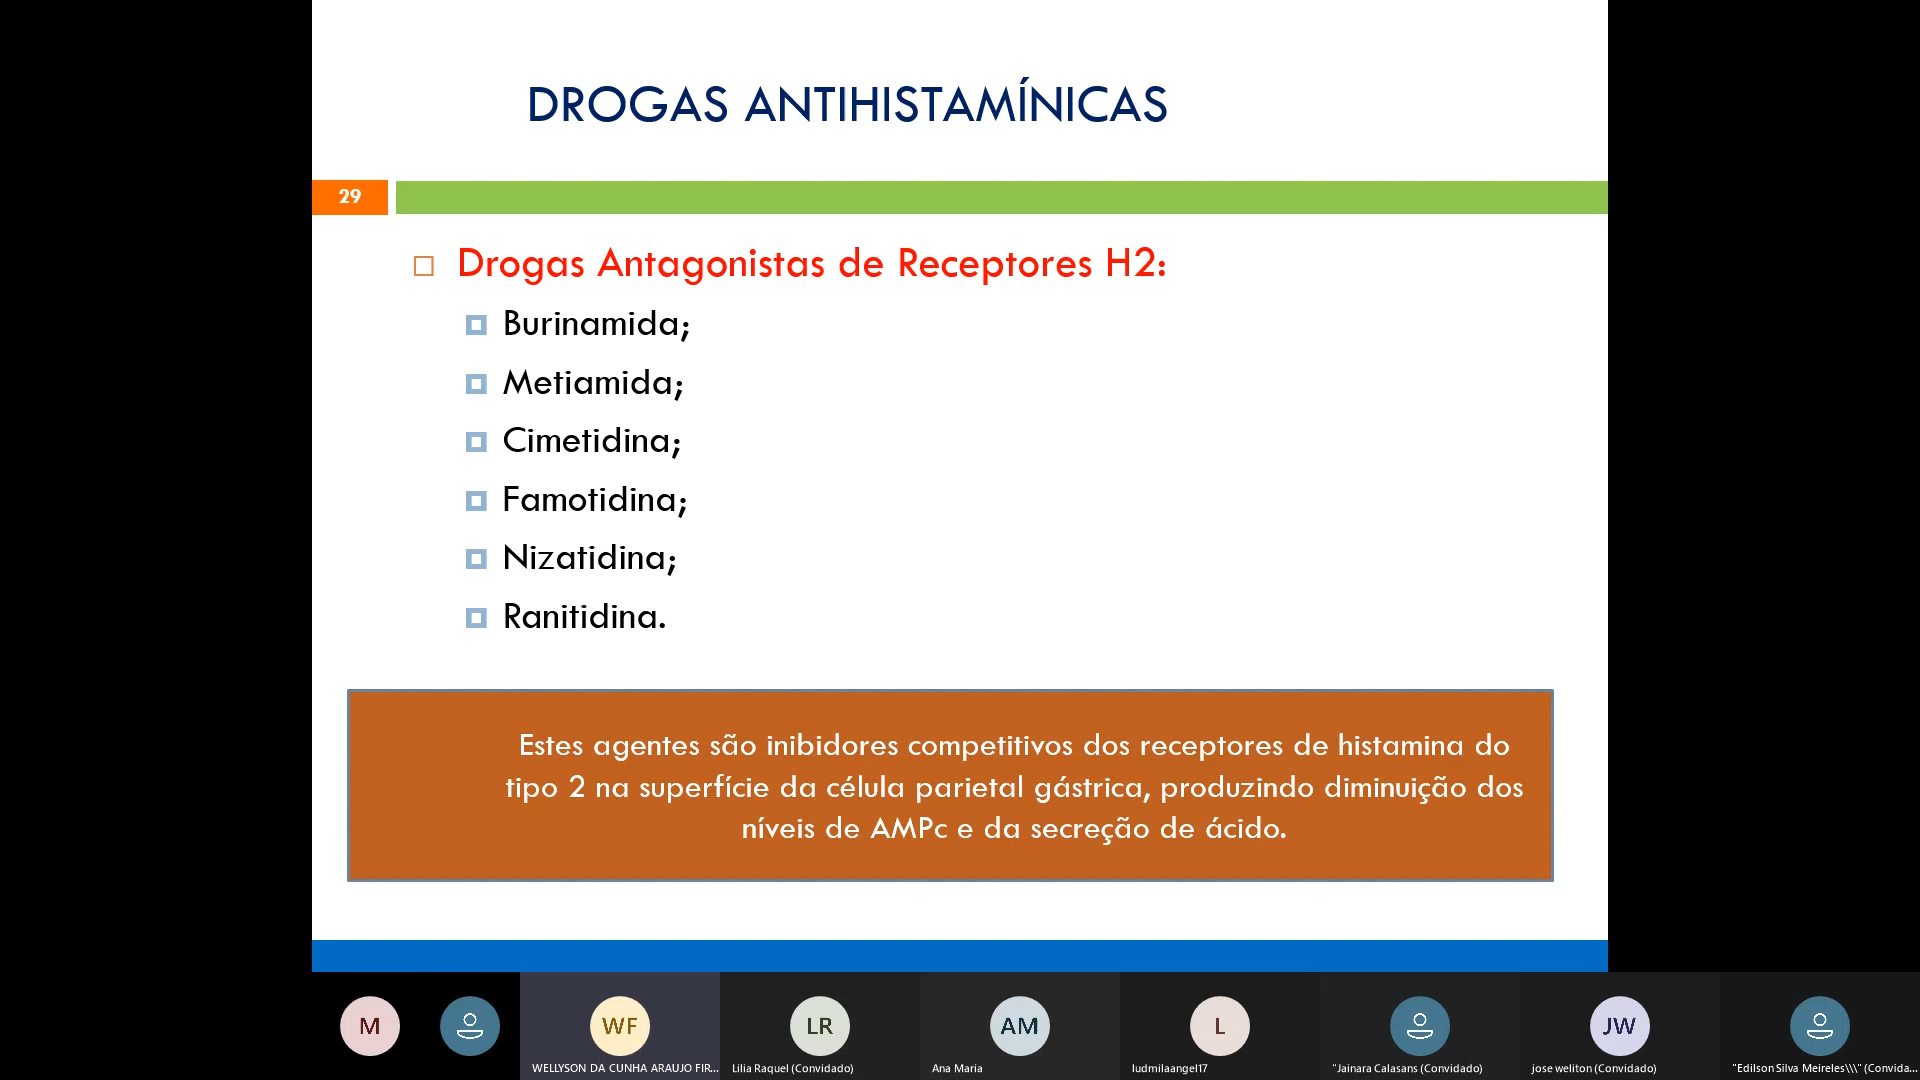 DROGAS ANTIHISTAMÍNICAS
29
Drogas Antagonistas de Receptores H2:
Burinamida;
Metiamida;
Cimetidina;
Famotidina;
Nizatidina;
Ranitidina.
Estes agentes são inibidores competitivos dos receptores de histamina do
tipo 2 na superfície da célula parietal gástrica, produzindo diminuição dos
níveis de AMPc e da secreção de ácido.
M
WF
LR
AM
L
JW
WELLYSON DA CUNHA ARAUJO FIR...
Lilia Raquel (Convidado)
Ana Maria
ludmilaangel17
"Jainara Calasans (Convidado)
jose weliton (Convidado)
"Edilson Silva Meireles\\\" (Convida...